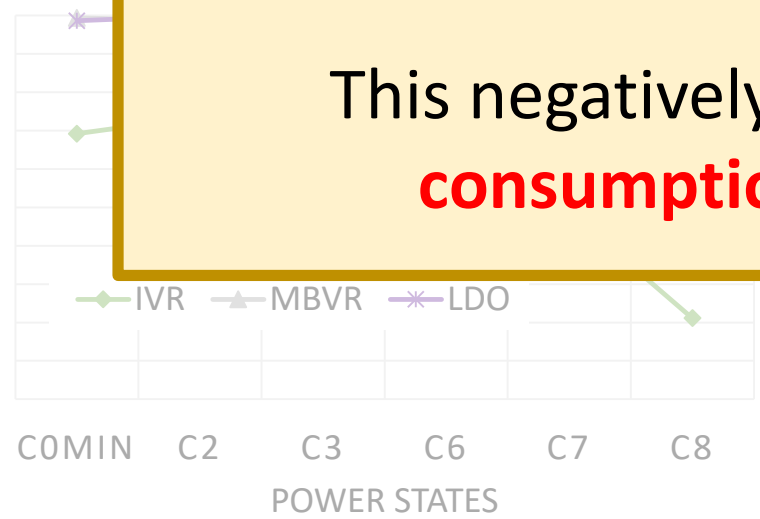 This negatively
consumptio
IVR MBVR LDO
C0MIN C2 C3 C6 C7 C8
POWER STATES